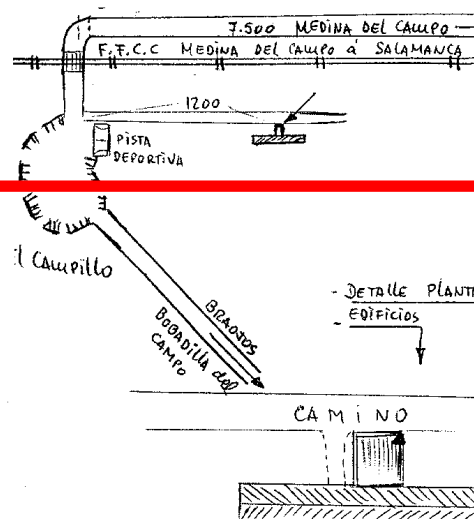 7.500 MEDINA DEL CAMPO
F.F.C.C MEDINA DEL CAMPO á SALAMANCA
1200
PISTA
DEPORTIVA
l CAMPILLO
BRAOJOS
BOBADILLA del
CAMPO
- DETALLE PLANT
- EDIFICIOS
CAMINO